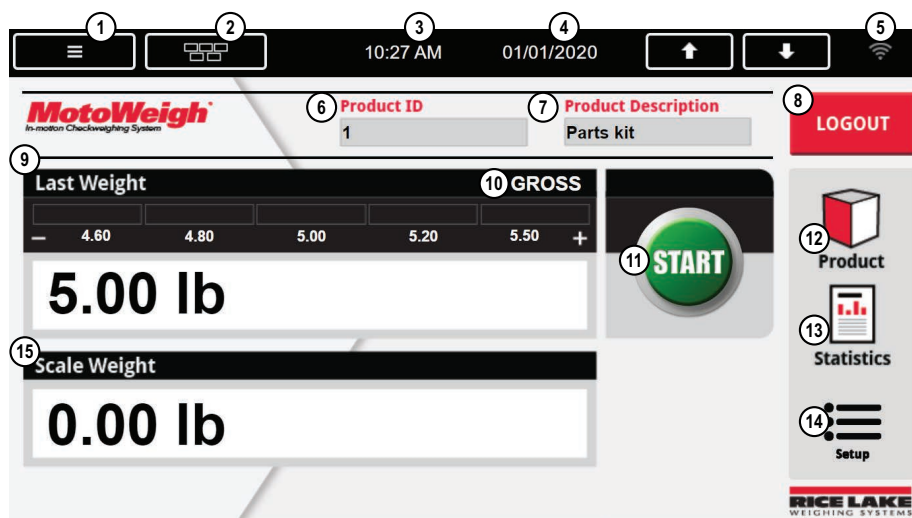 1 2 3 4 5
10:27 AM 01/01/2020
MotoWeigh
In-motion Checkweighing System
6 Product ID 7 Product Description 8
1 Parts kit LOGOUT
9
Last Weight 10 GROSS
− 4.60 4.80 5.00 5.20 5.50 +
5.00 lb
11 START
12
Product
13
Statistics
15
Scale Weight
0.00 lb
14
Setup
RICE LAKE
WEIGHING SYSTEMS